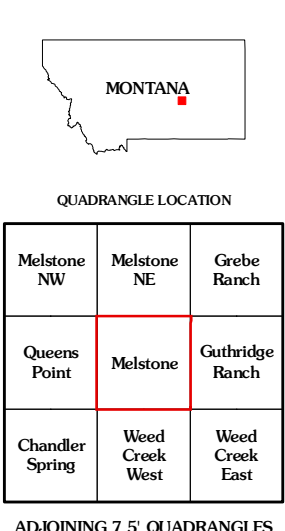 MONTANA
QUADRANGLE LOCATION
Melstone
NW
Melstone
NE
Grebe
Ranch
Queens
Point
Melstone
Guthridge
Ranch
Chandler
Spring
Weed
Creek
West
Weed
Creek
East
ADJOINING 7.5' QUADRANGLES